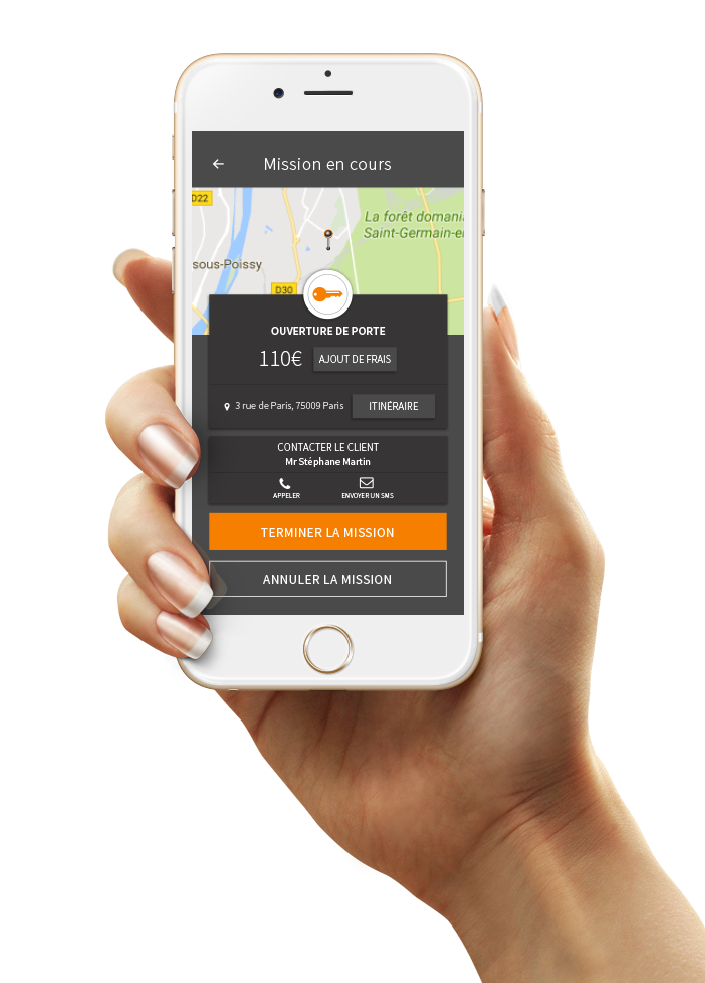 Mission en cours
D22
La forêt domani
Saint-Germain-e
sous-Poissy
D30
OUVERTURE DE PORTE
110€ AJOUT DE FRAIS
3 rue de Paris, 75009 Paris ITINÉRAIRE
CONTACTER LE CLIENT
Mr Stéphane Martin
APPELER ENVOYER UN SMS
TERMINER LA MISSION
ANNULER LA MISSION